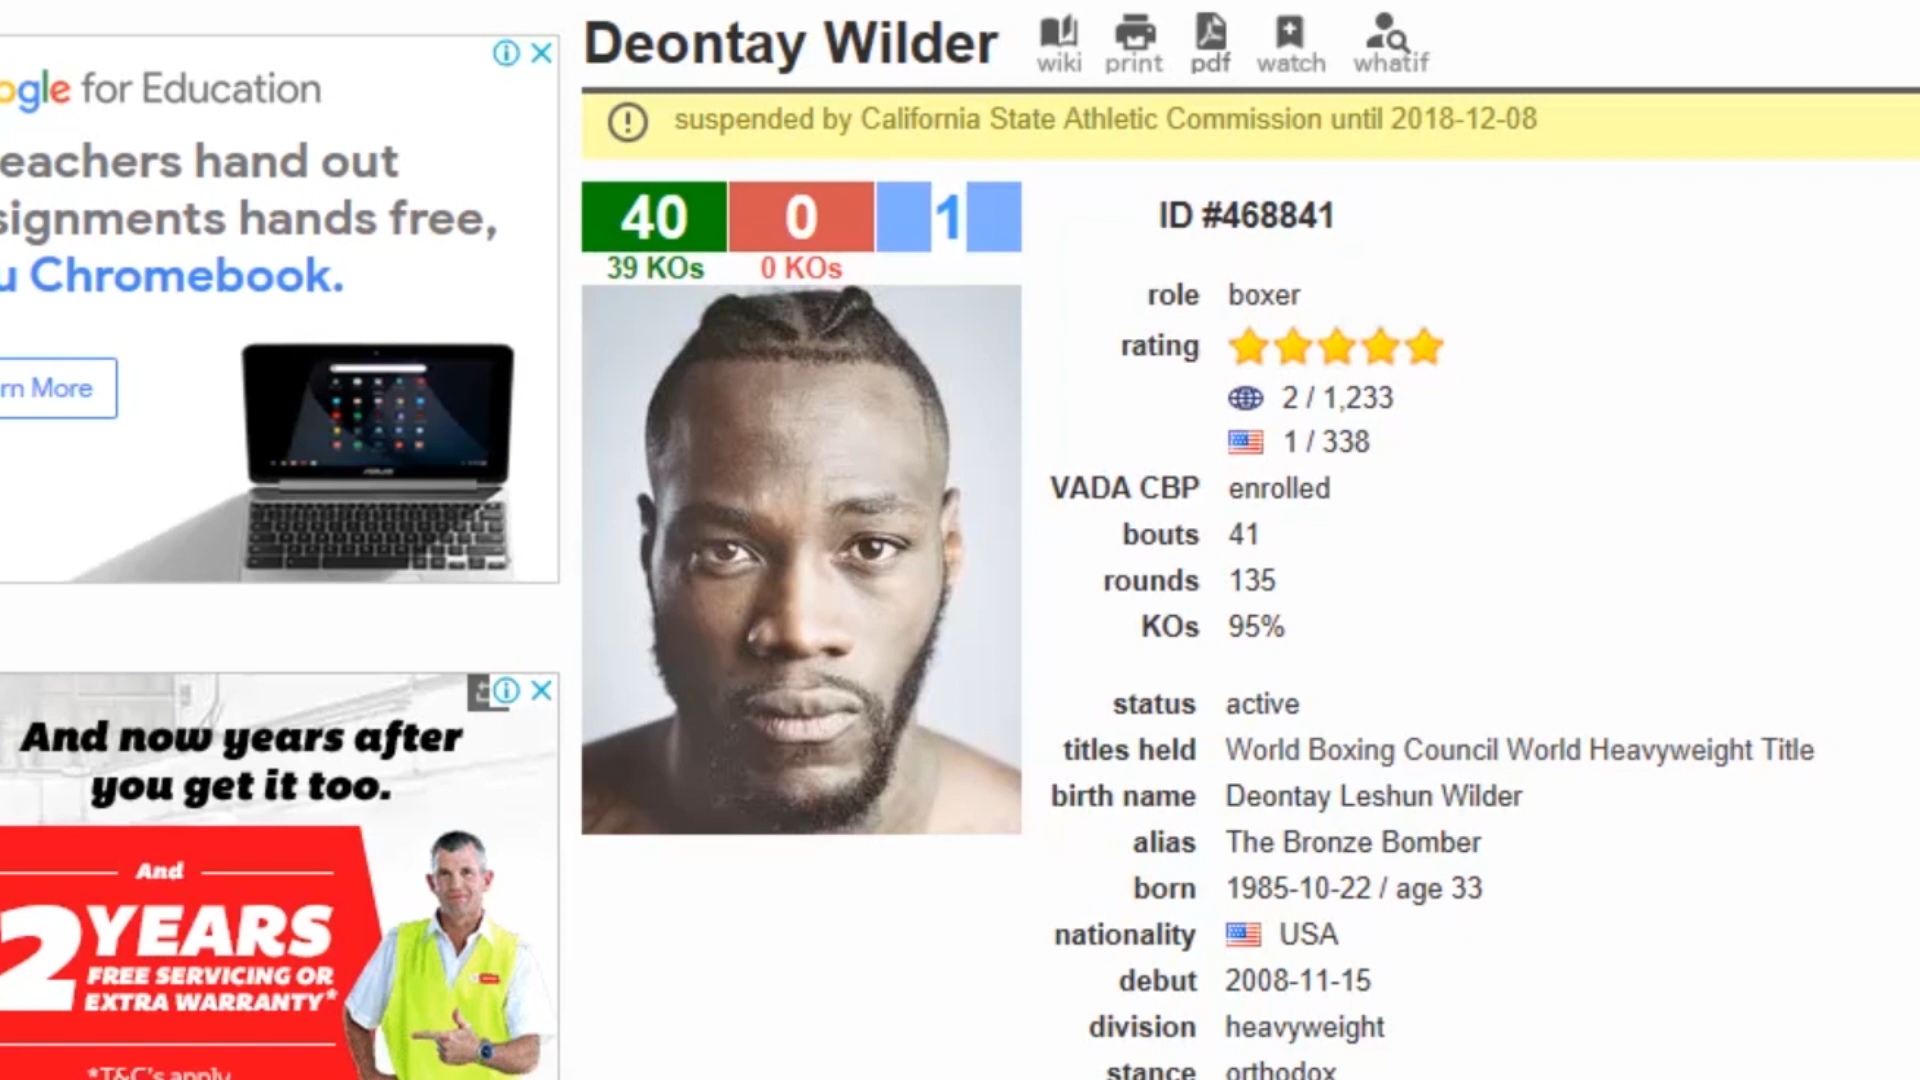 Deontay Wilder
wiki print pdf watch whatif
suspended by California State Athletic Commission until 2018-12-08
40 0 1
39 KOs 0 KOs
ID #468841
role boxer
rating
2 / 1,233
1 / 338
VADA CBP enrolled
bouts 41
rounds 135
KOs 95%
status active
titles held World Boxing Council World Heavyweight Title
birth name Deontay Leshun Wilder
alias The Bronze Bomber
born 1985-10-22 / age 33
nationality USA
debut 2008-11-15
division heavyweight
stance orthodox
ogle for Education
eachers hand out
signments hands free,
u Chromebook.
rn More
ASUS
And now years after
you get it too.
And
2 YEARS
FREE SERVICING OR
EXTRA WARRANTY*
*T&C's apply